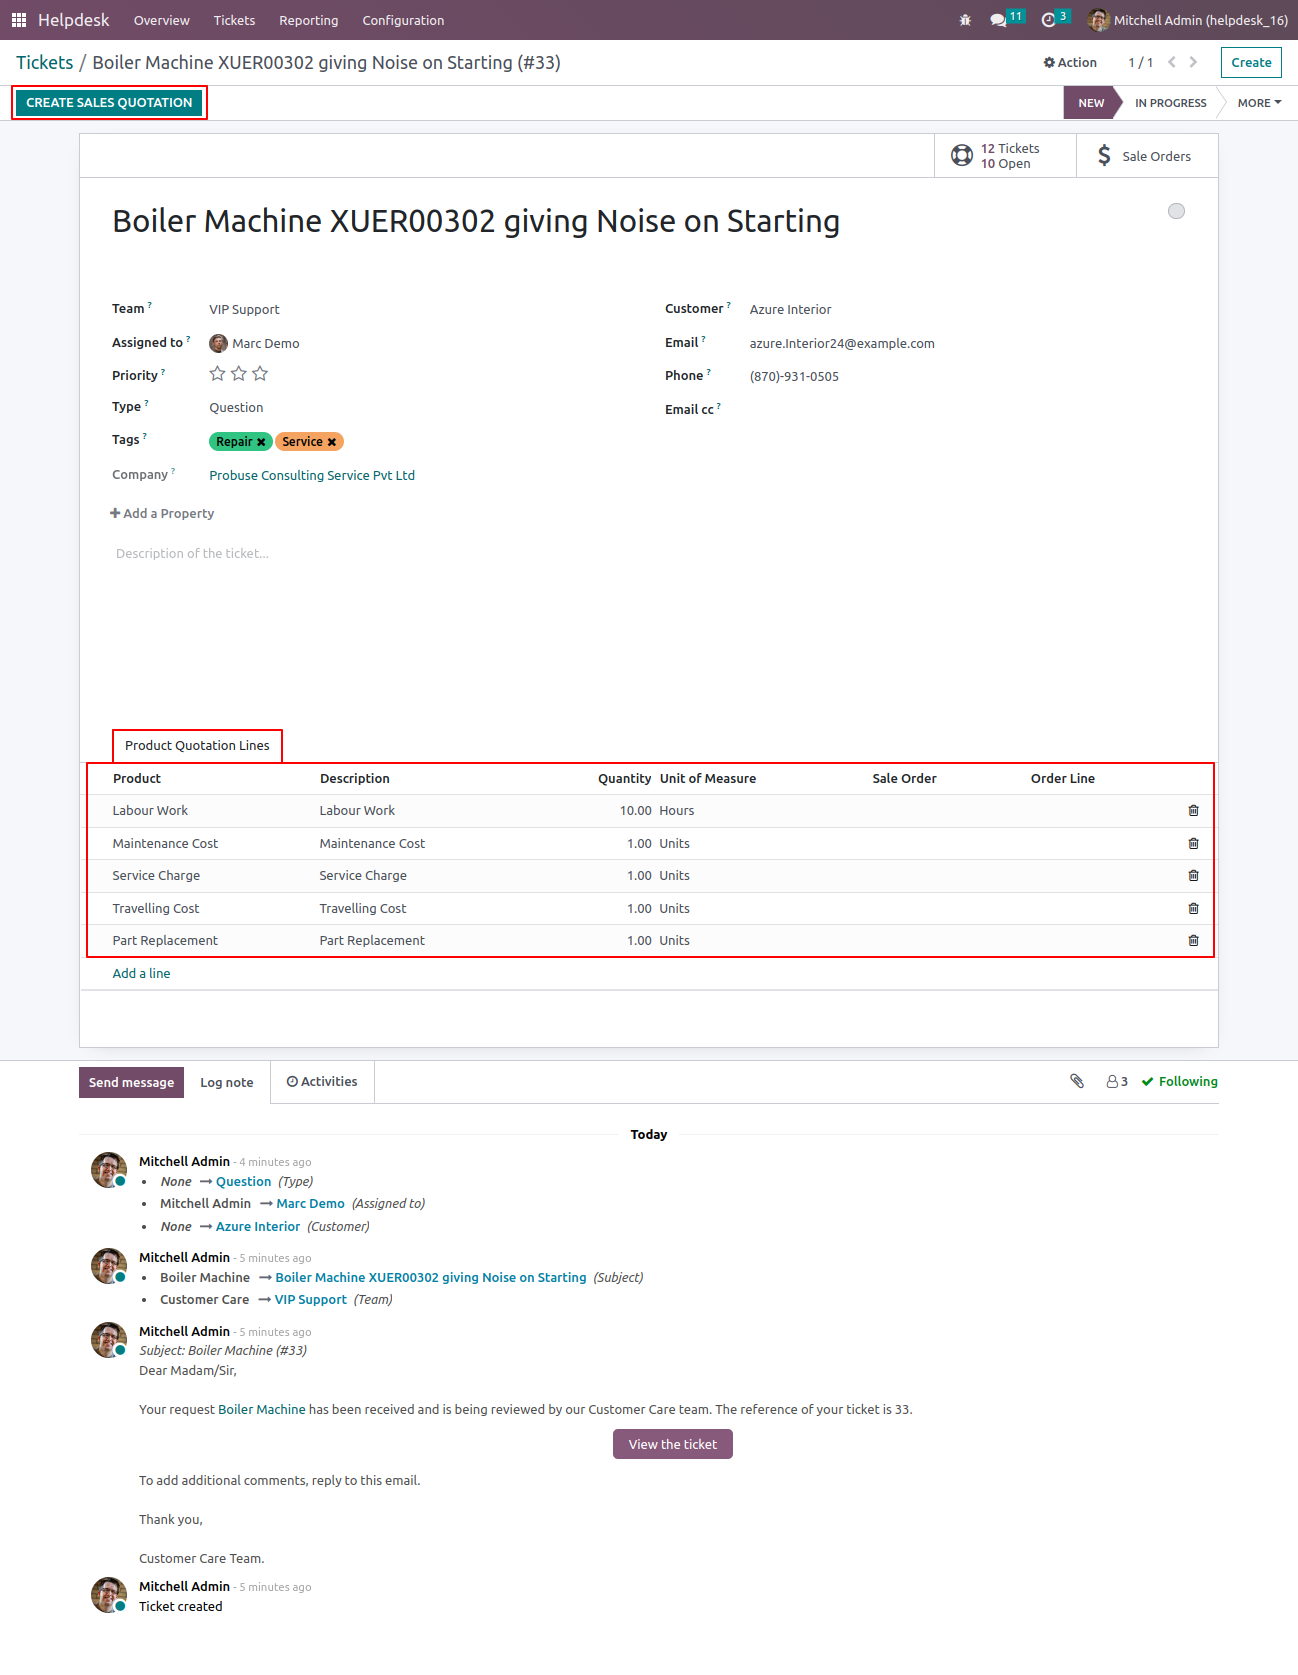 Helpdesk Overview Tickets Reporting Configuration 11 3 Mitchell Admin (helpdesk_16)
Tickets / Boiler Machine XUER00302 giving Noise on Starting (#33) Action 1 / 1 Create
CREATE SALES QUOTATION NEW IN PROGRESS MORE
12 Tickets
10 Open
Sale Orders
Boiler Machine XUER00302 giving Noise on Starting
Team ? VIP Support
Assigned to ? Marc Demo
Priority ?
Type ? Question
Tags ? Repair ✖ Service ✖
Company ? Probuse Consulting Service Pvt Ltd
Customer ? Azure Interior
Email ? azure.Interior24@example.com
Phone ? (870)-931-0505
Email cc ?
+ Add a Property
Description of the ticket...
Product Quotation Lines
Product Description Quantity Unit of Measure Sale Order Order Line
Labour Work Labour Work 10.00 Hours
Maintenance Cost Maintenance Cost 1.00 Units
Service Charge Service Charge 1.00 Units
Travelling Cost Travelling Cost 1.00 Units
Part Replacement Part Replacement 1.00 Units
Add a line
Send message Log note Activities 3 Following
Today
Mitchell Admin - 4 minutes ago
• None → Question (Type)
• Mitchell Admin → Marc Demo (Assigned to)
• None → Azure Interior (Customer)
Mitchell Admin - 5 minutes ago
• Boiler Machine → Boiler Machine XUER00302 giving Noise on Starting (Subject)
• Customer Care → VIP Support (Team)
Mitchell Admin - 5 minutes ago
Subject: Boiler Machine (#33)
Dear Madam/Sir,
Your request Boiler Machine has been received and is being reviewed by our Customer Care team. The reference of your ticket is 33.
View the ticket
To add additional comments, reply to this email.
Thank you,
Customer Care Team.
Mitchell Admin - 5 minutes ago
Ticket created